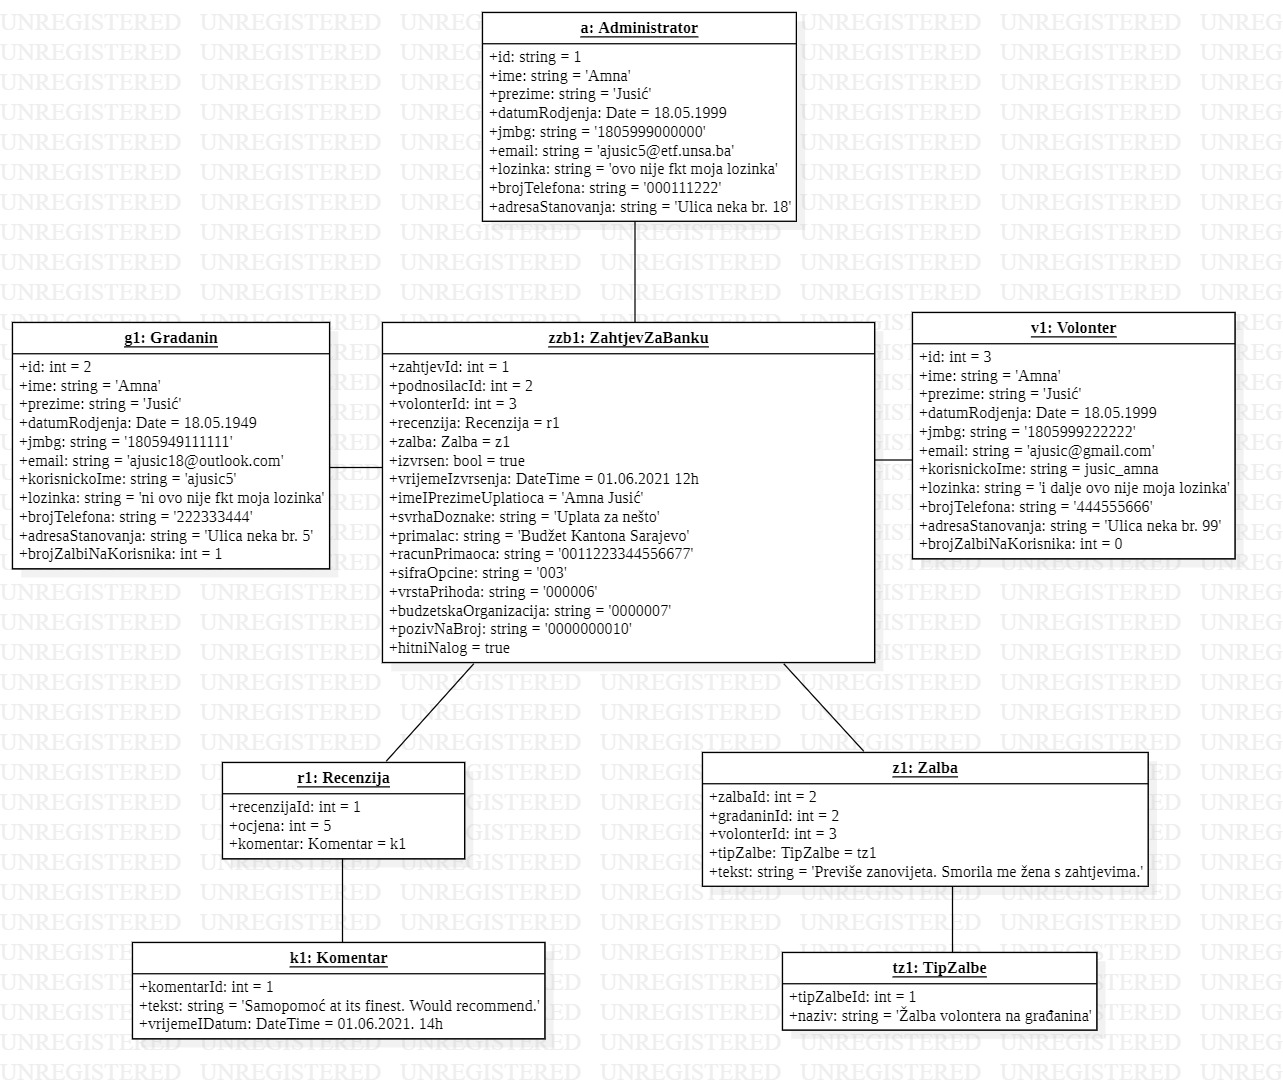 a: Administrator
+id: string = 1
+ime: string = 'Amna'
+prezime: string = 'Jusić'
+datumRodjenja: Date = 18.05.1999
+jmbg: string = '1805999000000'
+email: string = 'ajusic5@etf.unsa.ba'
+lozinka: string = 'ovo nije fkt moja lozinka'
+brojTelefona: string = '000111222'
+adresaStanovanja: string = 'Ulica neka br. 18'
g1: Građanin
+id: int = 2
+ime: string = 'Amna'
+prezime: string = 'Jusić'
+datumRodjenja: Date = 18.05.1949
+jmbg: string = '1805949111111'
+email: string = 'ajusic18@outlook.com'
+korisnickoIme: string = 'ajusic5'
+lozinka: string = 'ni ovo nije fkt moja lozinka'
+brojTelefona: string = '222333444'
+adresaStanovanja: string = 'Ulica neka br. 5'
+brojZalbiNaKorisnika: int = 1
zzb1: ZahtjevZaBanku
+zahtjevId: int = 1
+podnosilacId: int = 2
+volonterId: int = 3
+recenzija: Recenzija = r1
+zalba: Zalba = z1
+izvrsen: bool = true
+vrijemeIzvrsenja: DateTime = 01.06.2021 12h
+imeIPrezimeUplatioca = 'Amna Jusić'
+svrhaDoznake: string = 'Uplata za nešto'
+primalac: string = 'Budžet Kantona Sarajevo'
+racunPrimaoca: string = '0011223344556677'
+sifraOpcine: string = '003'
+vrstaPrihoda: string = '000006'
+budzetskaOrganizacija: string = '0000007'
+pozivNaBroj: string = '0000000010'
+hitniNalog = true
v1: Volonter
+id: int = 3
+ime: string = 'Amna'
+prezime: string = 'Jusić'
+datumRodjenja: Date = 18.05.1999
+jmbg: string = '1805999222222'
+email: string = 'ajusic@gmail.com'
+korisnickoIme: string = jusic_amna
+lozinka: string = 'i dalje ovo nije moja lozinka'
+brojTelefona: string = '444555666'
+adresaStanovanja: string = 'Ulica neka br. 99'
+brojZalbiNaKorisnika: int = 0
r1: Recenzija
+recenzijaId: int = 1
+ocjena: int = 5
+komentar: Komentar = k1
z1: Zalba
+zalbaId: int = 2
+gradaninId: int = 2
+volonterId: int = 3
+tipZalbe: TipZalbe = tz1
+tekst: string = 'Previše zanovijeta. Smorila me žena s zahtjevima.'
k1: Komentar
+komentarId: int = 1
+tekst: string = 'Samopomoć at its finest. Would recommend.'
+vrijemeIDatum: DateTime = 01.06.2021. 14h
tz1: TipZalbe
+tipZalbeId: int = 1
+naziv: string = 'Žalba volontera na građanina'